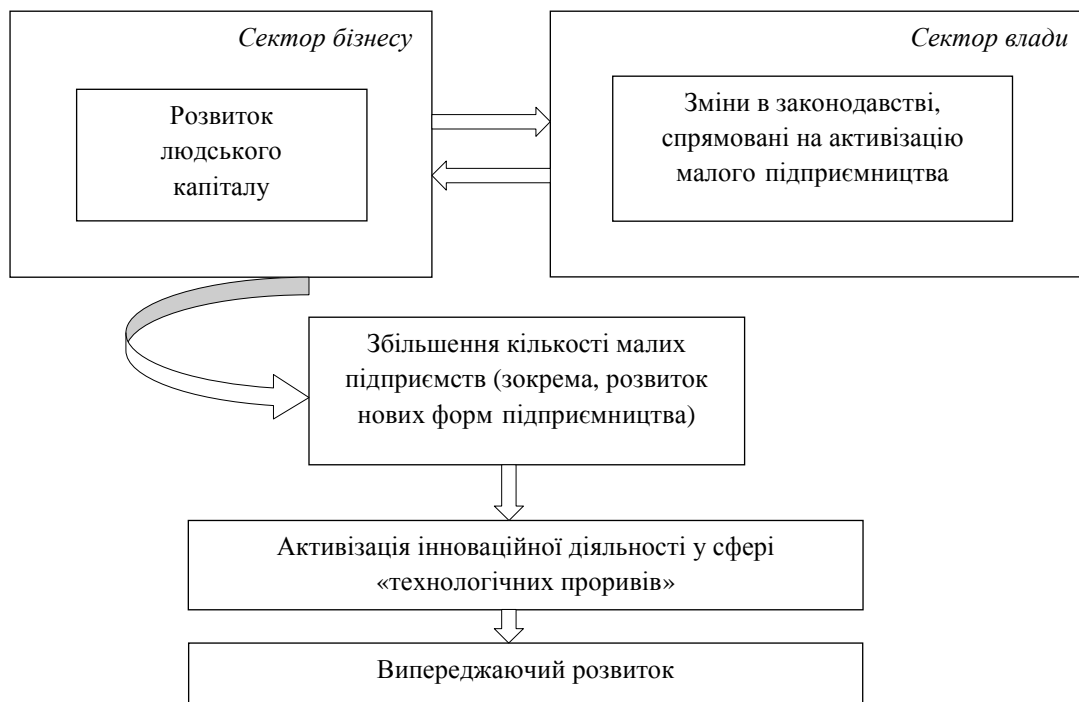 Сектор бізнесу
Розвиток
людського
капіталу
Сектор влади
Зміни в законодавстві,
спрямовані на активізацію
малого підприємництва
Збільшення кількості малих
підприємств (зокрема, розвиток
нових форм підприємництва)
Активізація інноваційної діяльності у сфері
«технологічних проривів»
Випереджаючий розвиток